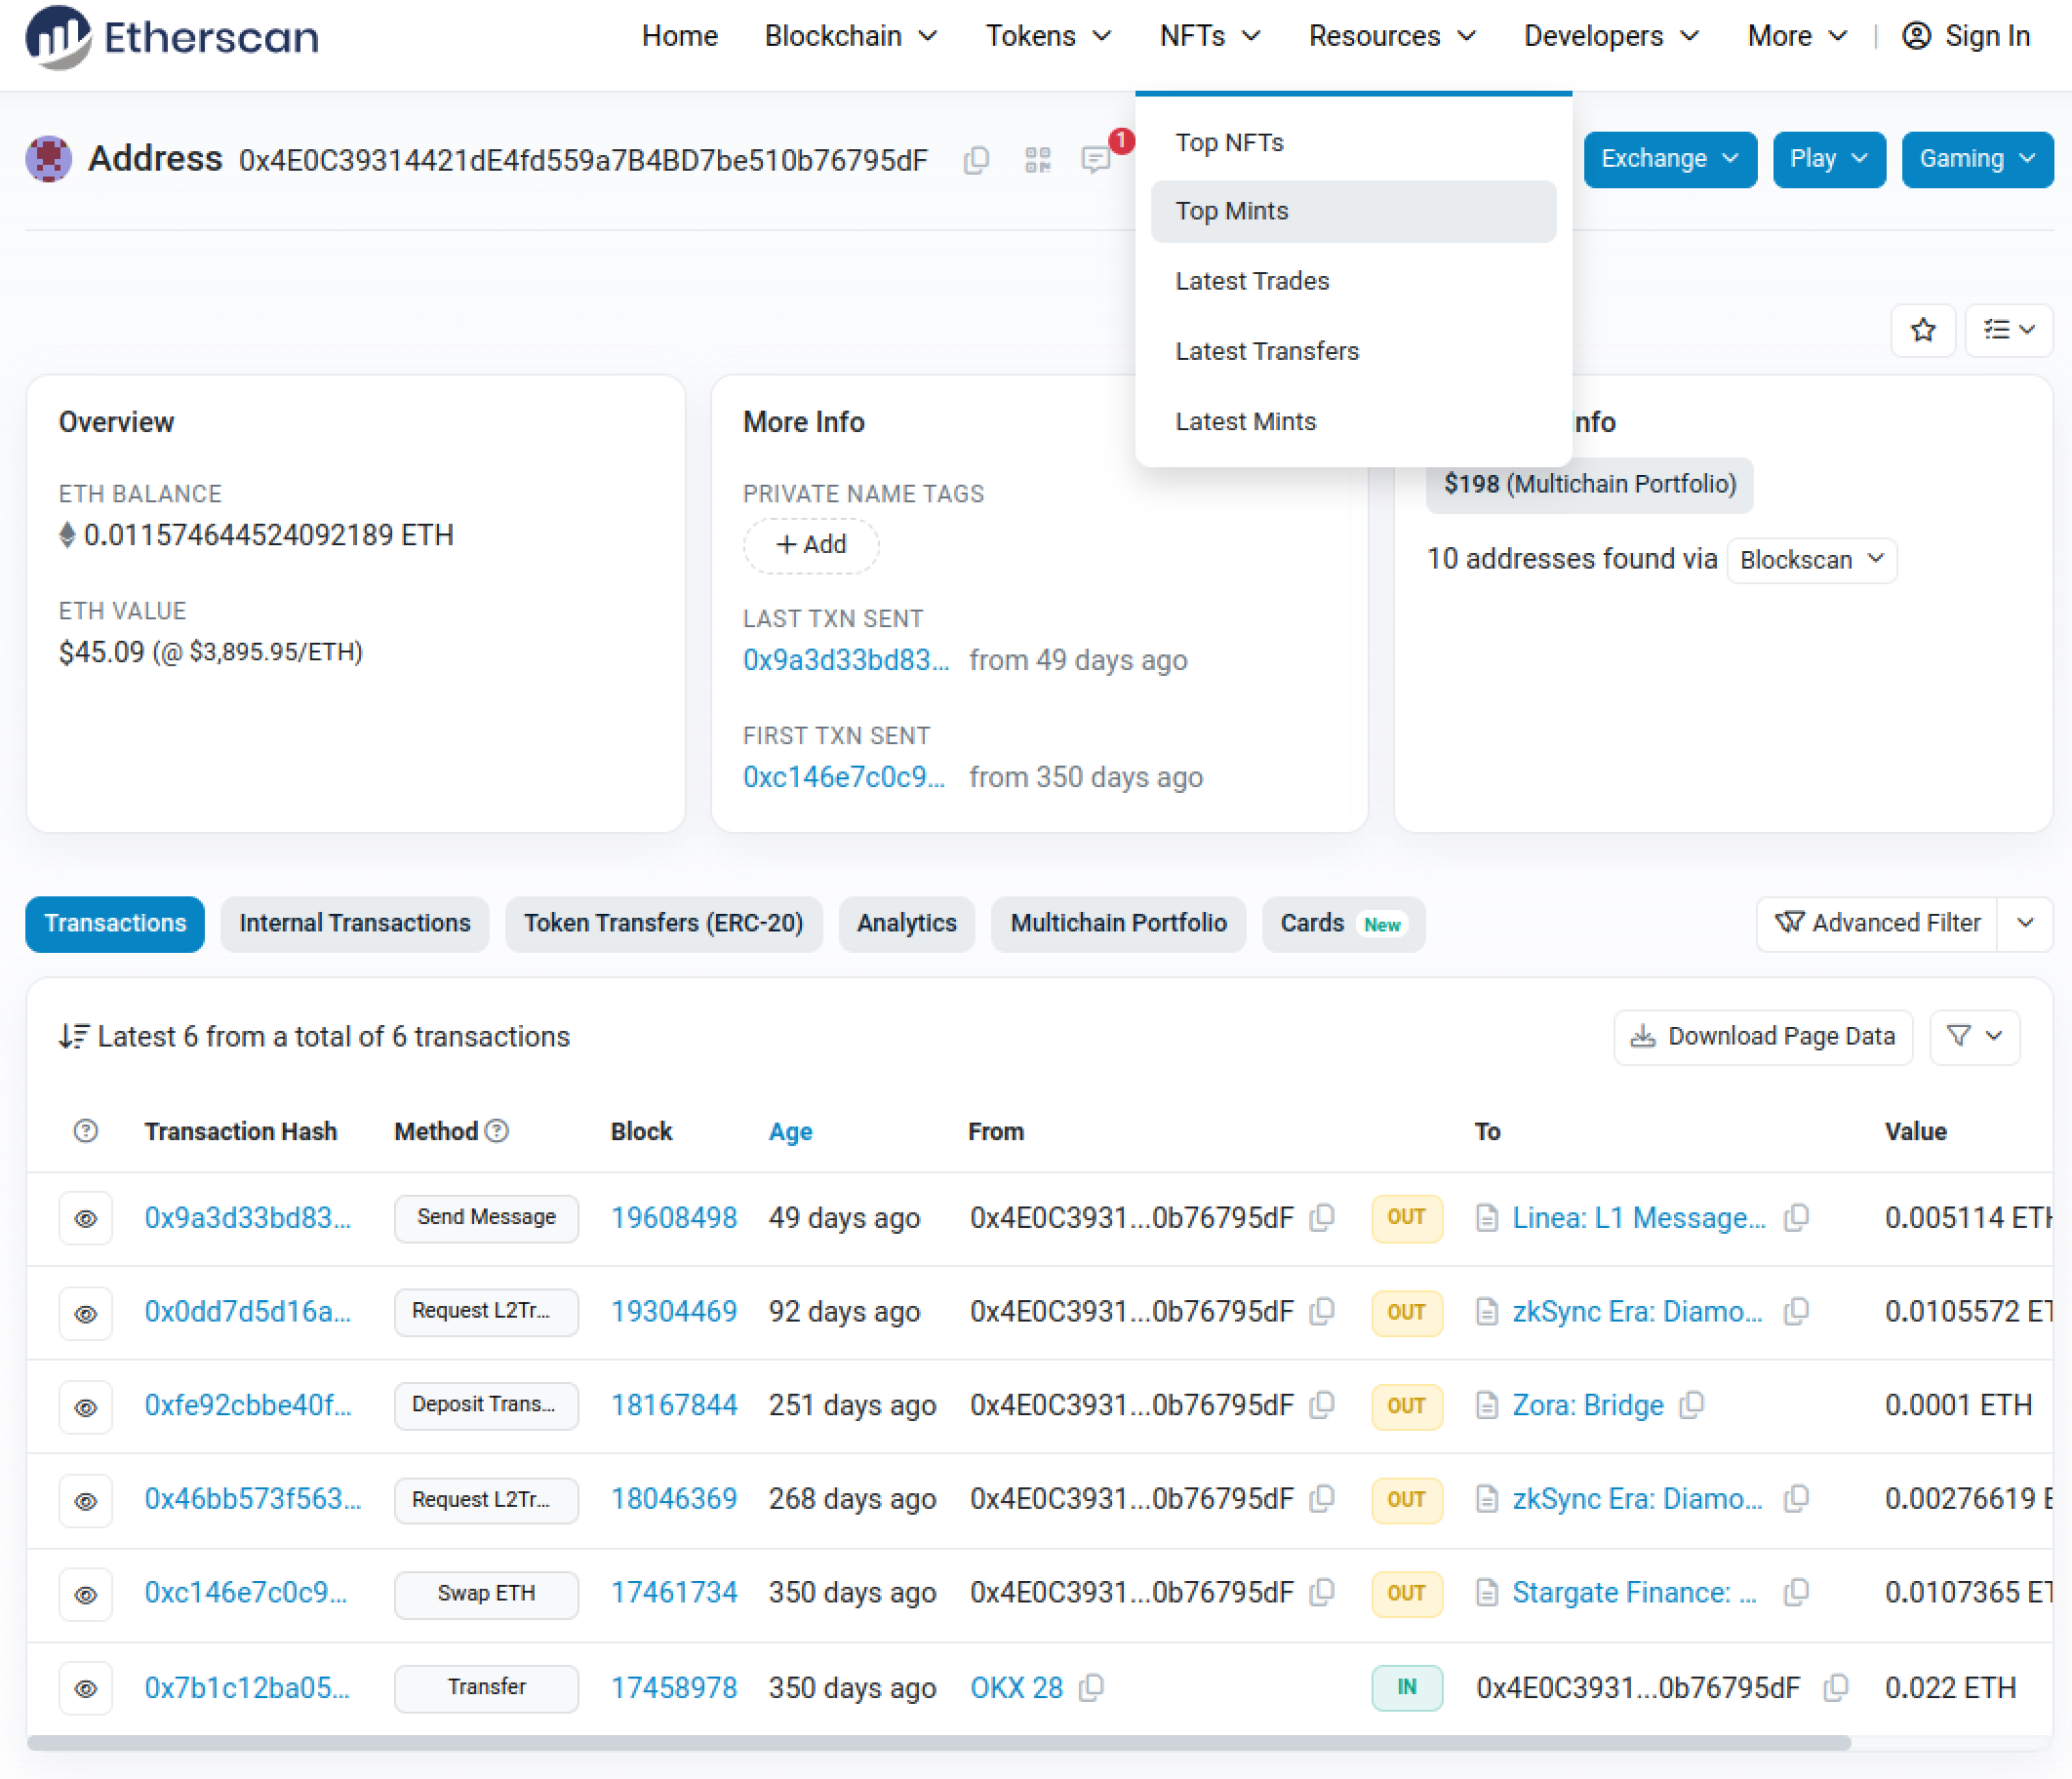 Etherscan
Home Blockchain Tokens NFTs Resources Developers More | Sign In
Address 0x4E0C39314421dE4fd559a7B4BD7be510b76795dF 1
Exchange Play Gaming
Top NFTs
Top Mints
Latest Trades
Latest Transfers
Latest Mints
Overview
ETH BALANCE
0.011574644524092189 ETH
ETH VALUE
$45.09 (@ $3,895.95/ETH)
More Info
PRIVATE NAME TAGS
+ Add
LAST TXN SENT
0x9a3d33bd83... from 49 days ago
FIRST TXN SENT
0xc146e7c0c9... from 350 days ago
nfo
$198 (Multichain Portfolio)
10 addresses found via Blockscan
Transactions Internal Transactions Token Transfers (ERC-20) Analytics Multichain Portfolio Cards New Advanced Filter
Latest 6 from a total of 6 transactions Download Page Data
Transaction Hash Method Block Age From To Value
0x9a3d33bd83... Send Message 19608498 49 days ago 0x4E0C3931...0b76795dF OUT Linea: L1 Message... 0.005114 ETH
0x0dd7d5d16a... Request L2Tr... 19304469 92 days ago 0x4E0C3931...0b76795dF OUT zkSync Era: Diamo... 0.0105572 ET
0xfe92cbbe40f... Deposit Trans... 18167844 251 days ago 0x4E0C3931...0b76795dF OUT Zora: Bridge 0.0001 ETH
0x46bb573f563... Request L2Tr... 18046369 268 days ago 0x4E0C3931...0b76795dF OUT zkSync Era: Diamo... 0.00276619 E
0xc146e7c0c9... Swap ETH 17461734 350 days ago 0x4E0C3931...0b76795dF OUT Stargate Finance: ... 0.0107365 ET
0x7b1c12ba05... Transfer 17458978 350 days ago OKX 28 IN 0x4E0C3931...0b76795dF 0.022 ETH